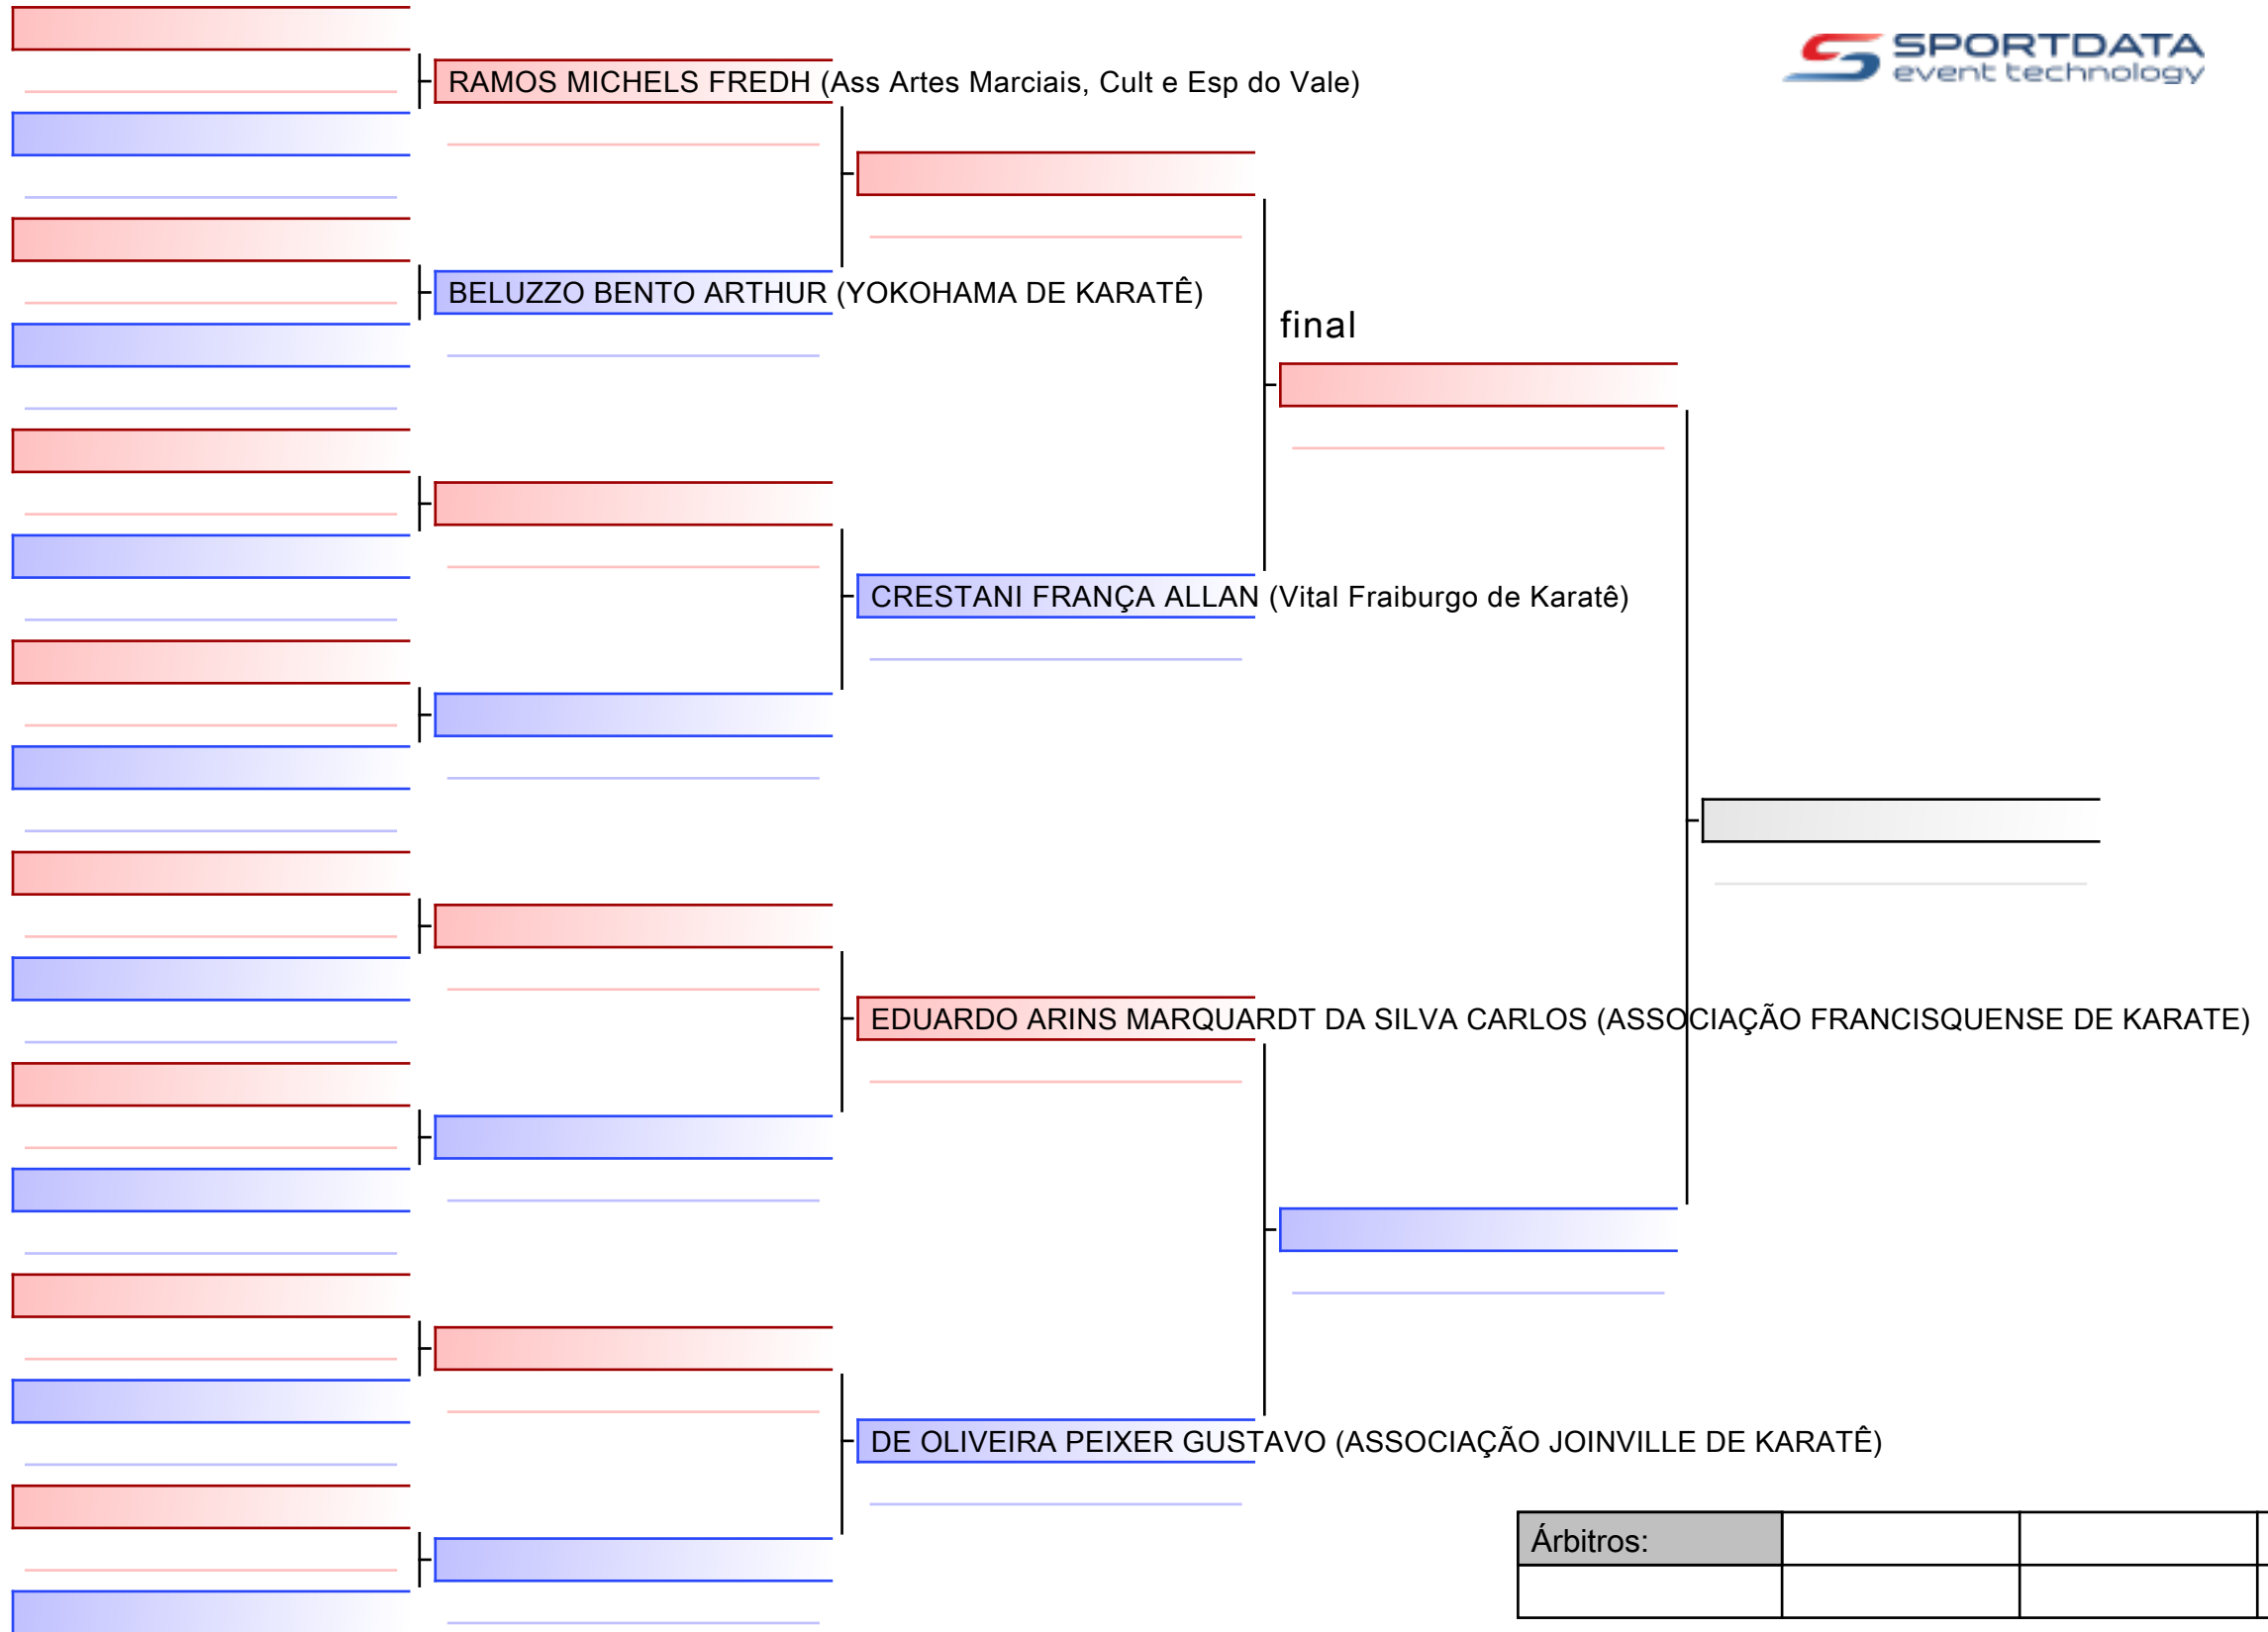 SPORTDATA
event technology
RAMOS MICHELS FREDH (Ass Artes Marciais, Cult e Esp do Vale)
BELUZZO BENTO ARTHUR (YOKOHAMA DE KARATÊ)
final
CRESTANI FRANÇA ALLAN (Vital Fraiburgo de Karatê)
EDUARDO ARINS MARQUARDT DA SILVA CARLOS (ASSOCIAÇÃO FRANCISQUENSE DE KARATE)
DE OLIVEIRA PEIXER GUSTAVO (ASSOCIAÇÃO JOINVILLE DE KARATÊ)
Árbitros: